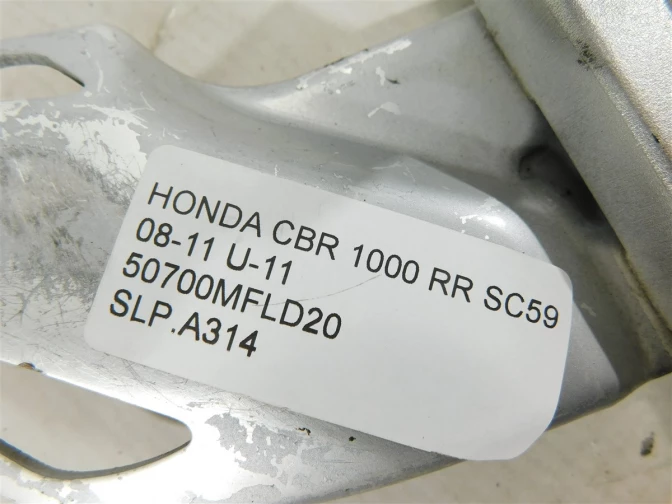 HONDA CBR 1000 RR SC59
08-11 U-11
50700MFLD20
SLP.A314